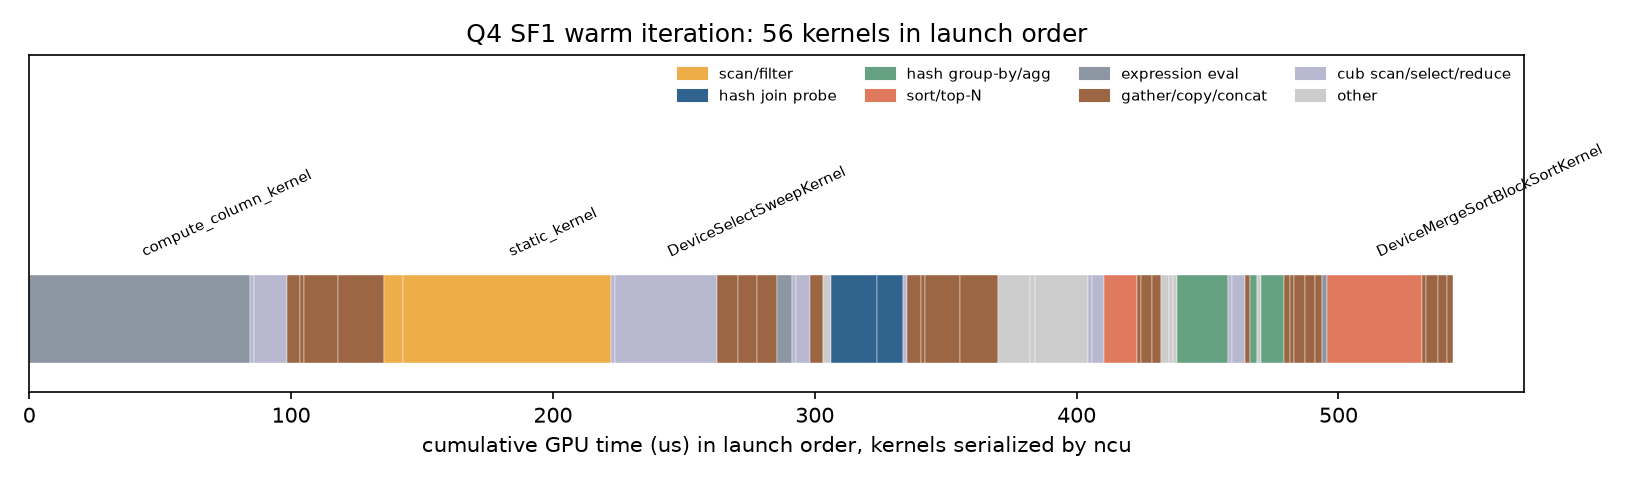 Q4 SF1 warm iteration: 56 kernels in launch order
scan/filter
hash join probe
hash group-by/agg
sort/top-N
expression eval
gather/copy/concat
cub scan/select/reduce
other
compute_column_kernel
static_kernel
DeviceSelectSweepKernel
DeviceMergeSortBlockSortKernel
0 100 200 300 400 500
cumulative GPU time (us) in launch order, kernels serialized by ncu